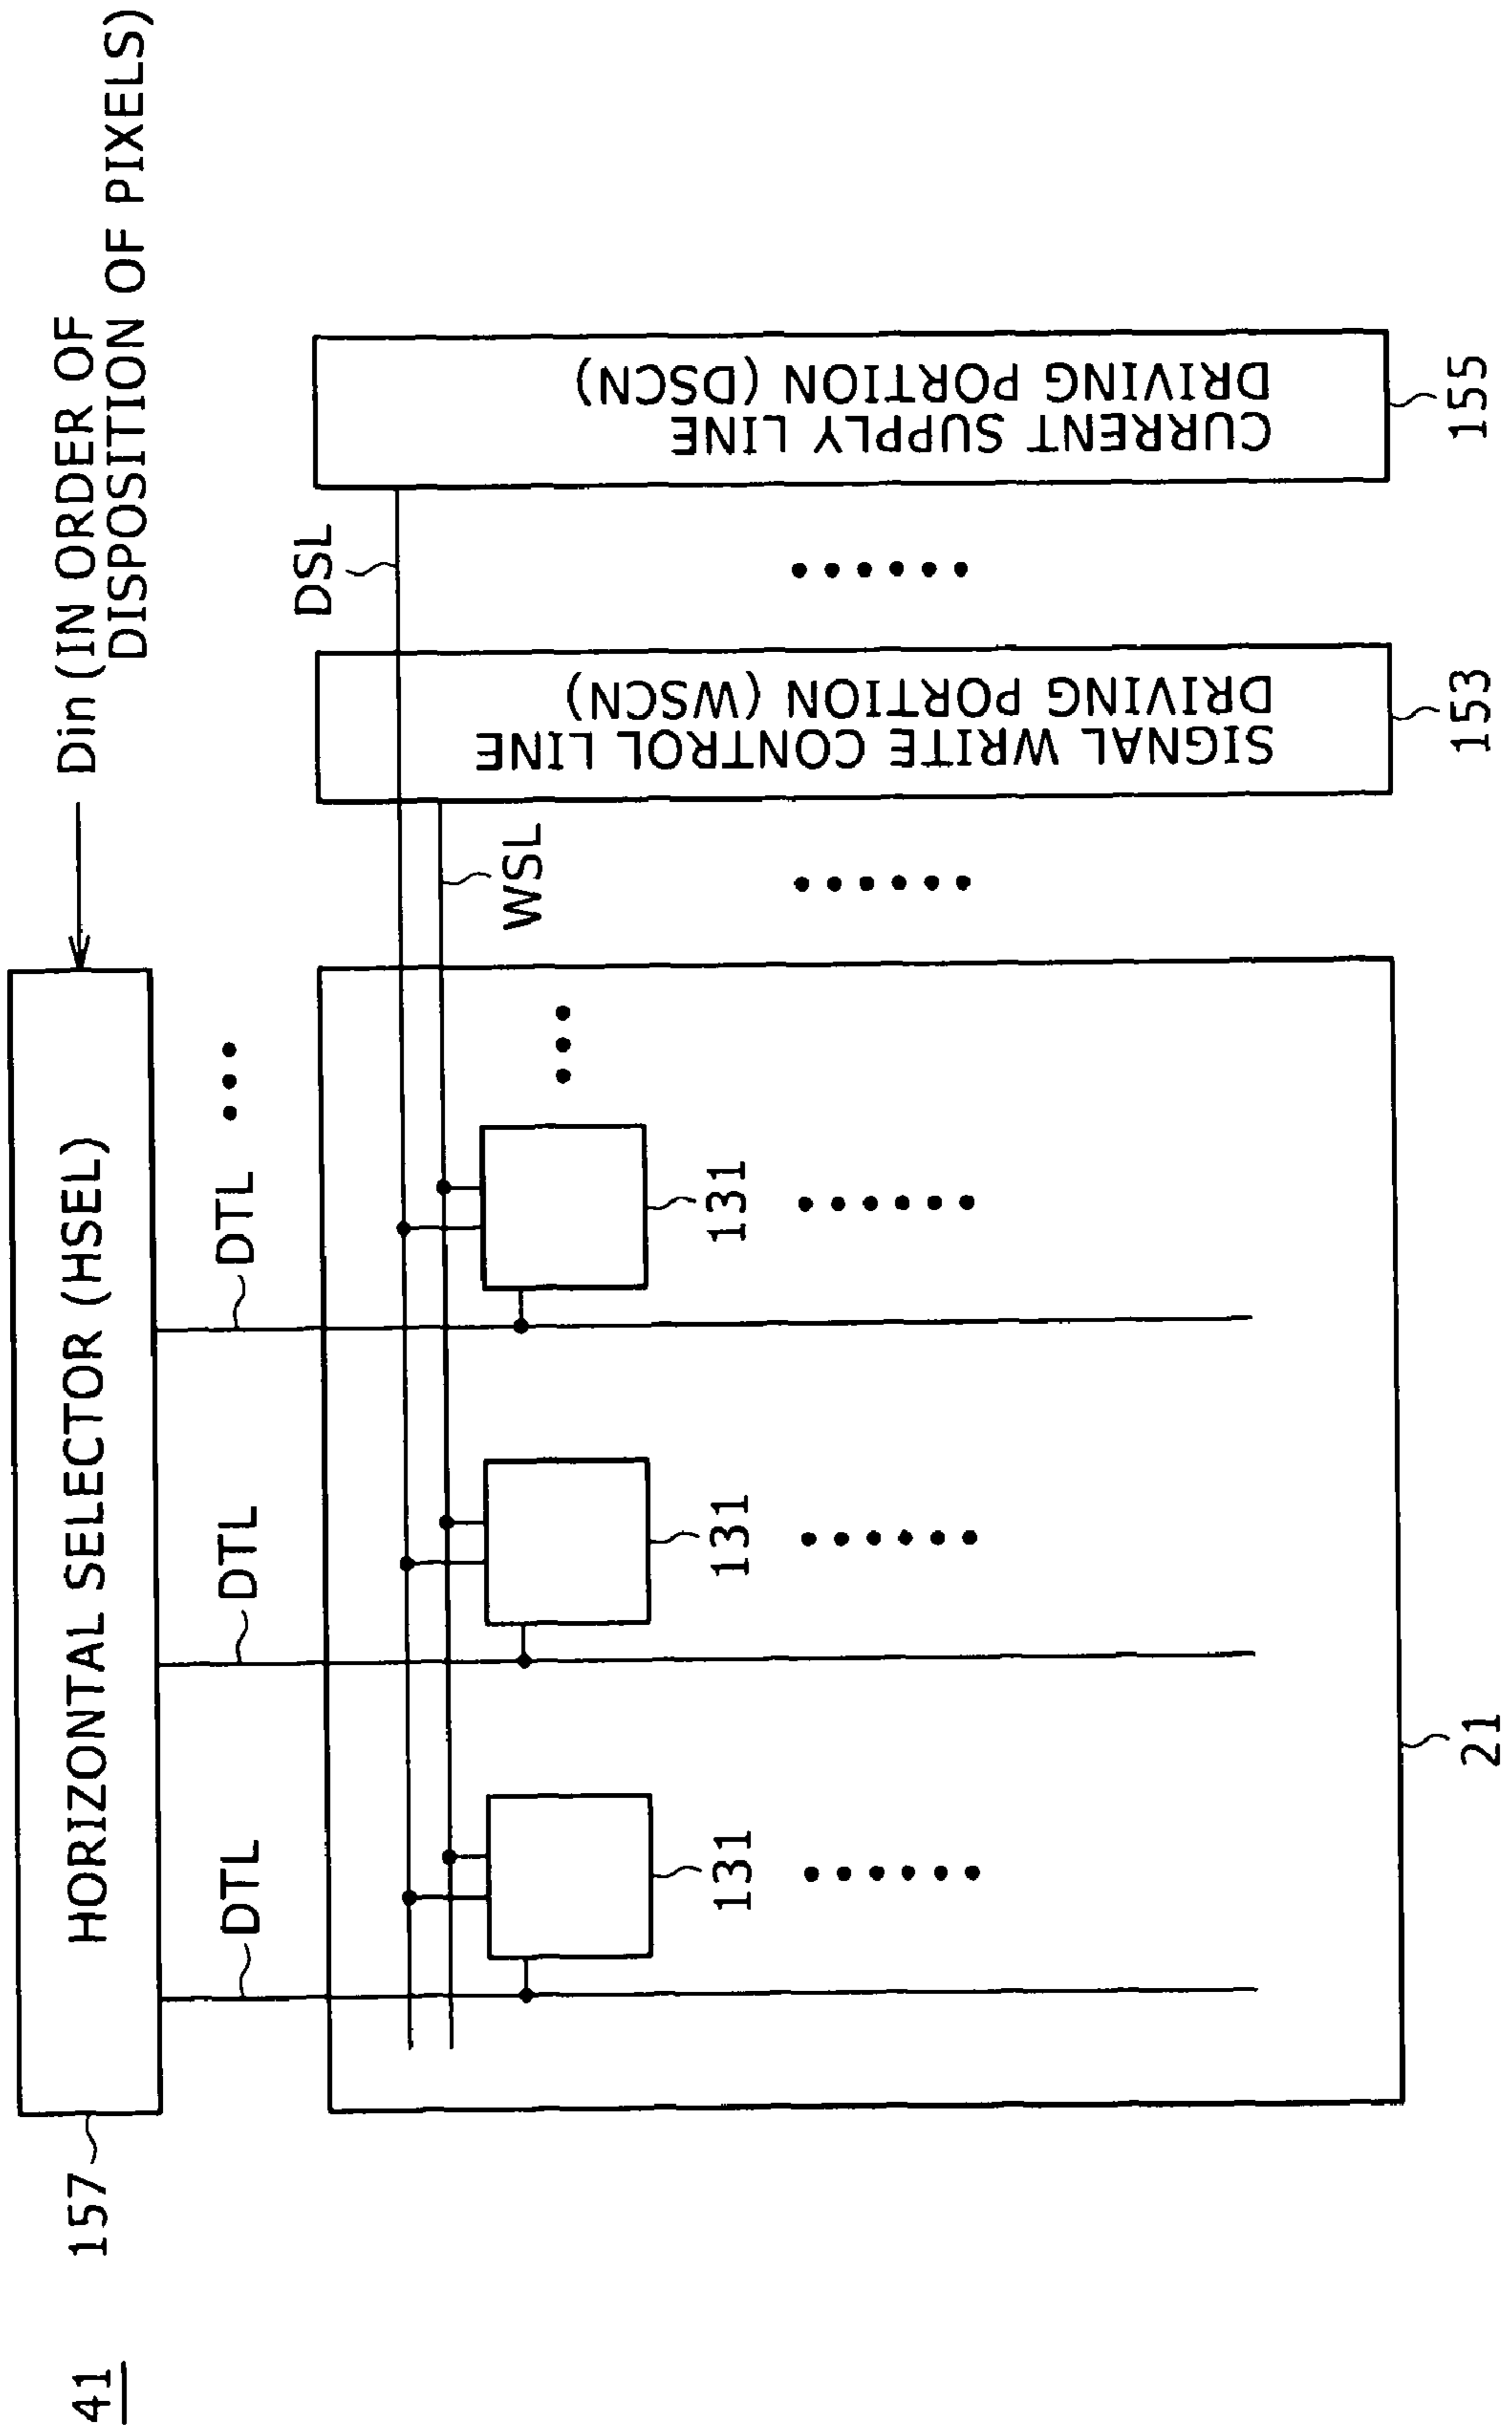 41
157
HORIZONTAL SELECTOR (HSEL)
Din (IN ORDER OF
DISPOSITION OF PIXELS)
DTL
DTL
DTL
DSL
WSL
131
131
131
SIGNAL WRITE CONTROL LINE
DRIVING PORTION (WSCN)
CURRENT SUPPLY LINE
DRIVING PORTION (DSCN)
21
153
155